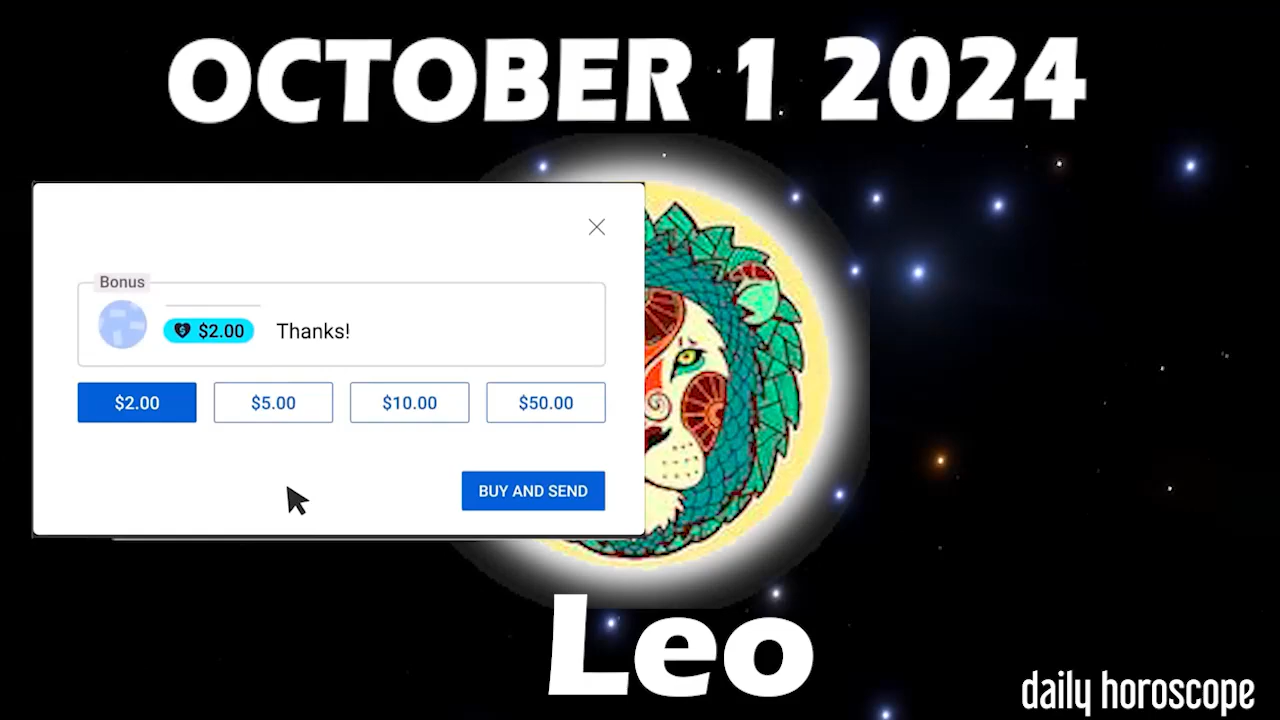 OCTOBER 1 2024
Bonus
$2.00 Thanks!
$2.00 $5.00 $10.00 $50.00
BUY AND SEND
Leo
daily horoscope